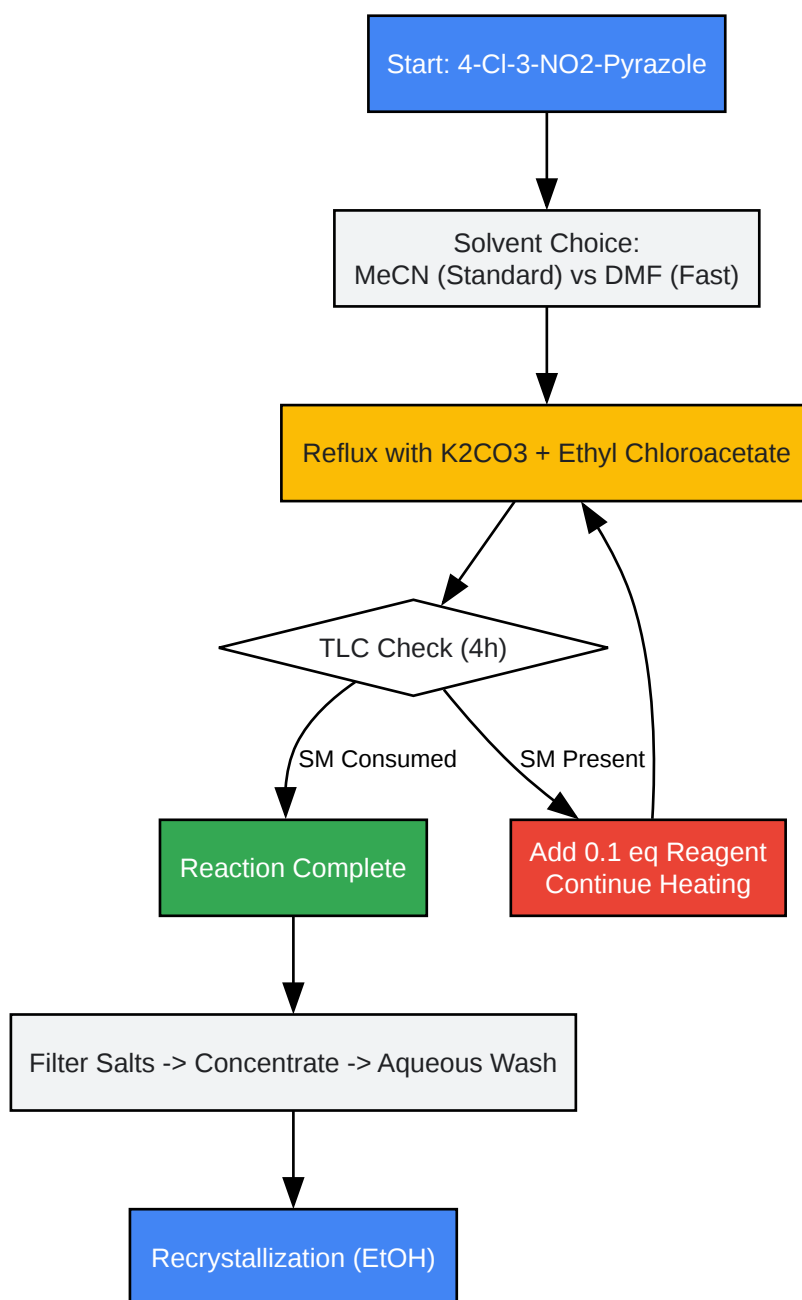 Start: 4-Cl-3-NO2-Pyrazole
Solvent Choice:
MeCN (Standard) vs DMF (Fast)
Reflux with K2CO3 + Ethyl Chloroacetate
TLC Check (4h)
SM Consumed
SM Present
Reaction Complete
Add 0.1 eq Reagent
Continue Heating
Filter Salts -> Concentrate -> Aqueous Wash
Recrystallization (EtOH)